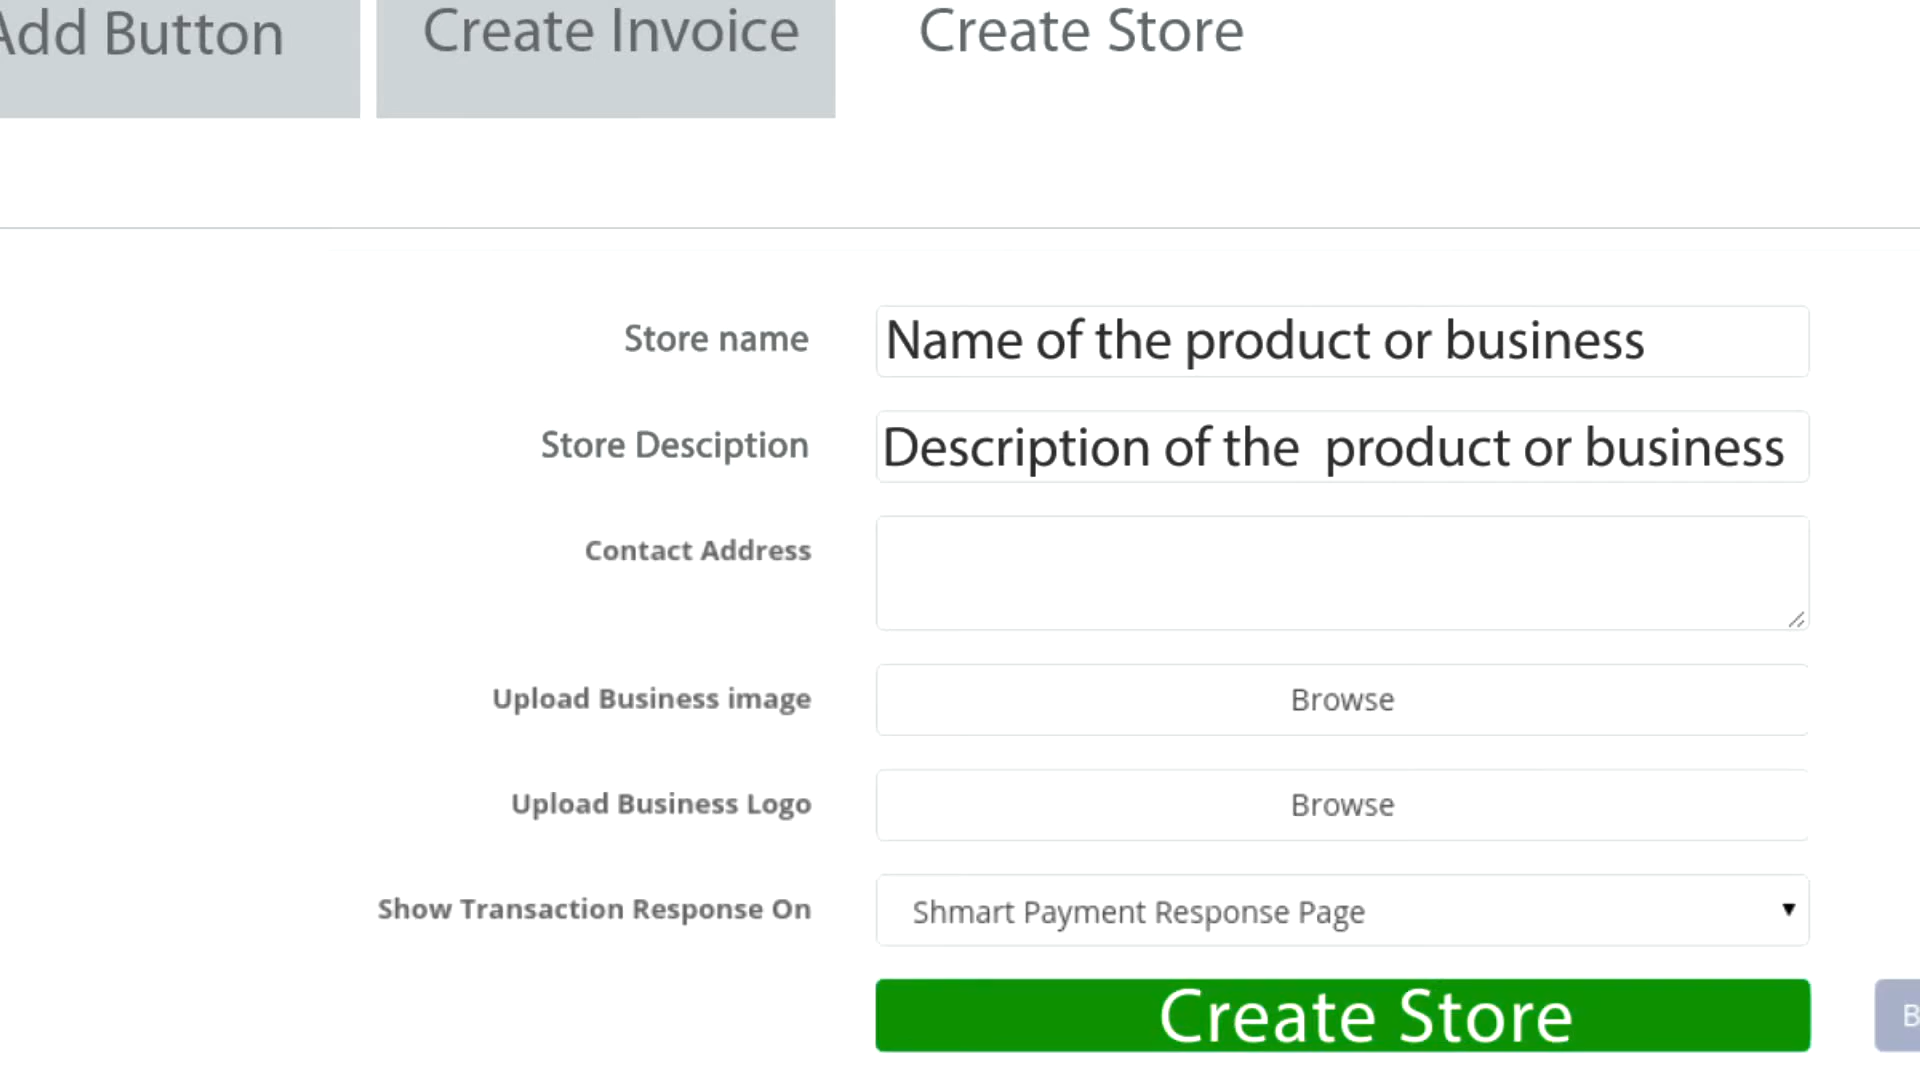 Add Button
Create Invoice
Create Store
Store name
Name of the product or business
Store Desciption
Description of the product or business
Contact Address
Upload Business image
Browse
Upload Business Logo
Browse
Show Transaction Response On
Shmart Payment Response Page
Create Store